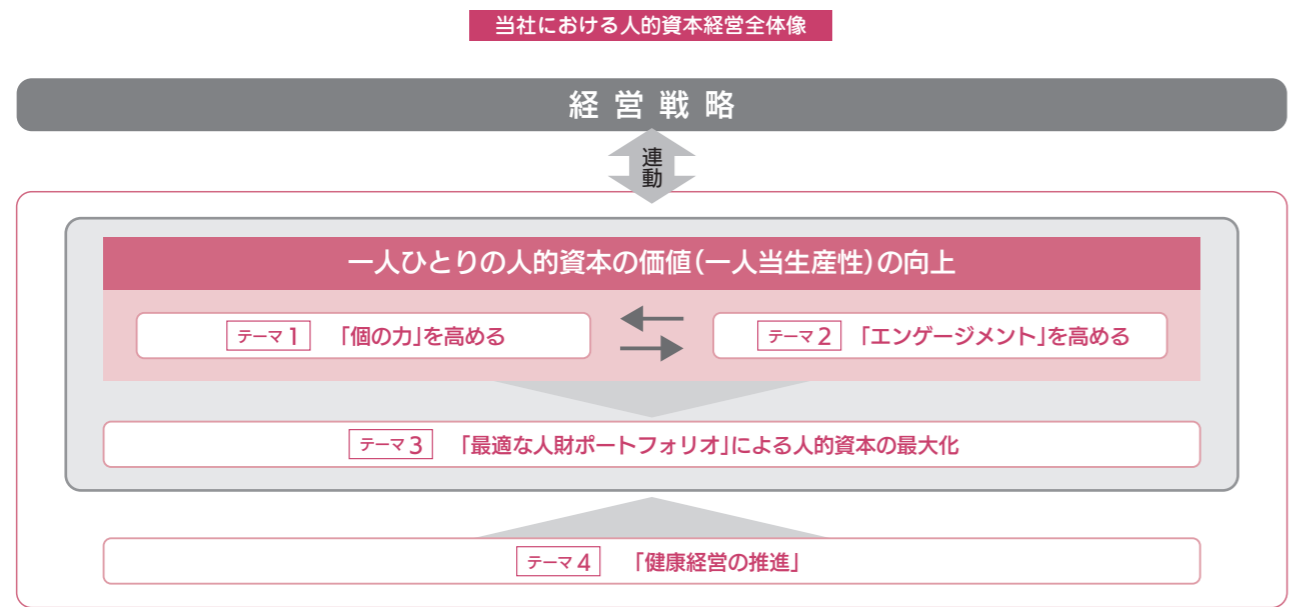 当社における人的資本経営全体像
経営戦略
連動
一人ひとりの人的資本の価値(一人当生産性)の向上
テーマ1 「個の力」を高める
テーマ2 「エンゲージメント」を高める
テーマ3 「最適な人財ポートフォリオ」による人的資本の最大化
テーマ4 「健康経営の推進」